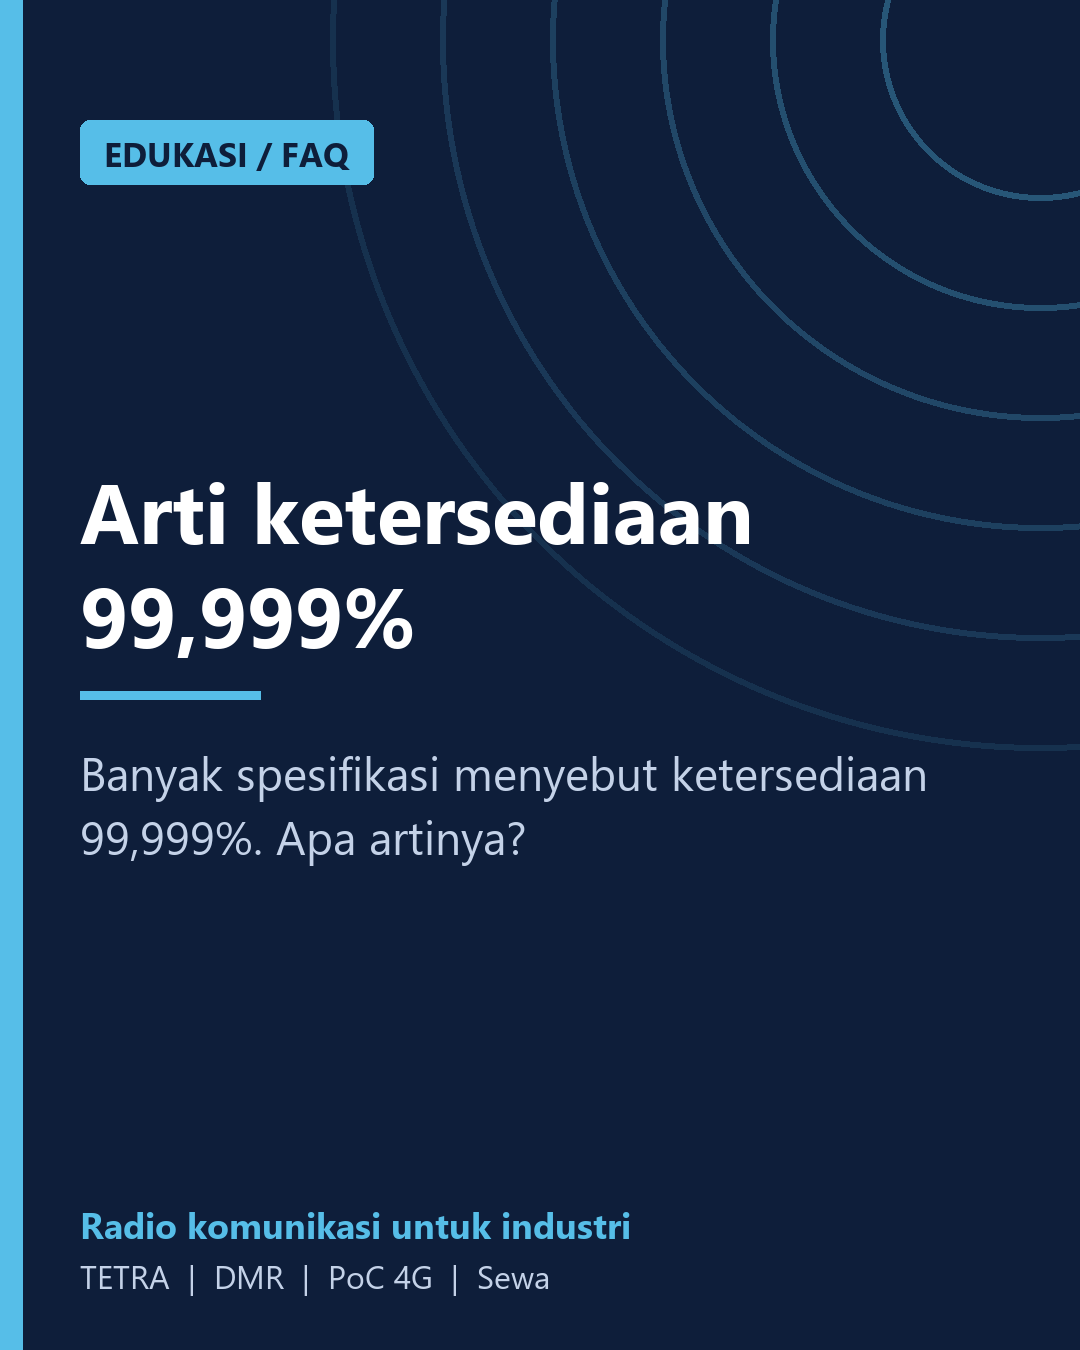 EDUKASI / FAQ
Arti ketersediaan
99,999%
Banyak spesifikasi menyebut ketersediaan
99,999%. Apa artinya?
Radio komunikasi untuk industri
TETRA | DMR | PoC 4G | Sewa